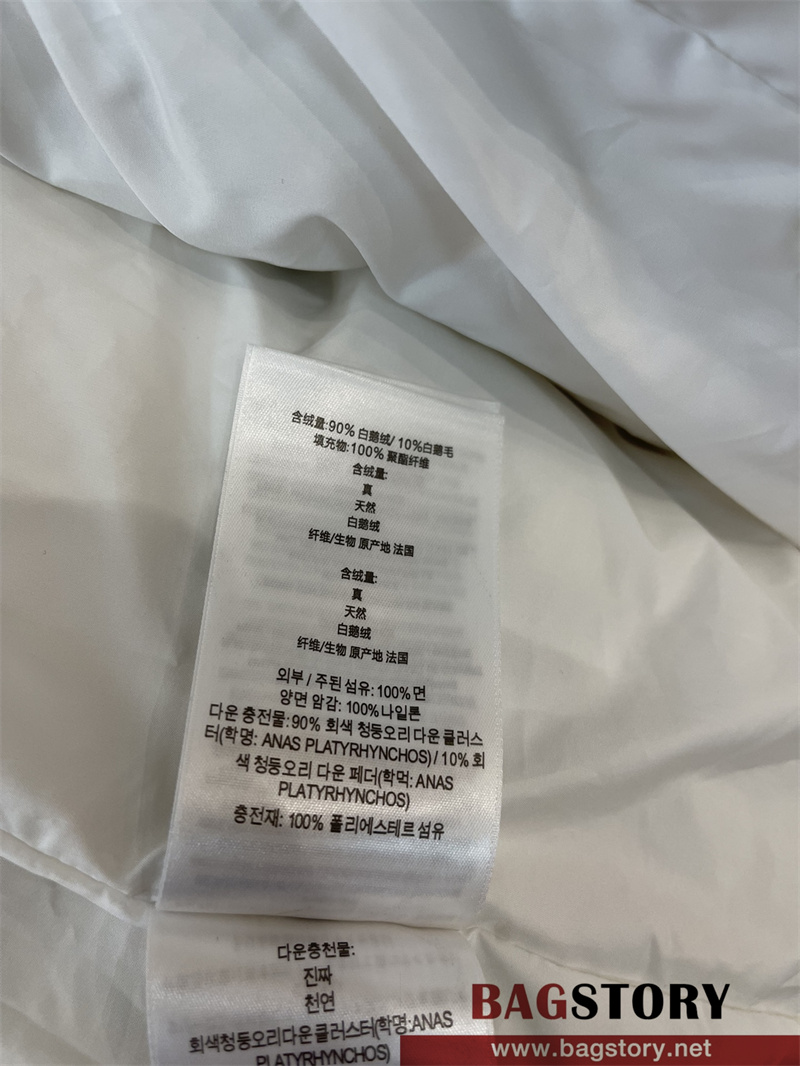 含绒量:90% 白鹅绒/ 10%白鹅毛
填充物:100% 聚酯纤维
含绒量:
真
天然
白鹅绒
纤维/生物 原产地 法国
含绒量:
真
天然
白鹅绒
纤维/生物 原产地 法国
외부 / 주된 섬유: 100% 면
양면 암감: 100%나일론
다운 충전물:90% 회색 청둥오리 다운 클러스
터(학명: ANAS PLATYRHYNCHOS) / 10% 회
색 청둥오리 다운 페더(학먹: ANAS
PLATYRHYNCHOS)
충전재: 100% 폴리에스테르 섬유
다운충천물:
진짜
천연
회색청둥오리다운클러스터(학명:ANAS
PLATYRHYNCHOS)
BAGSTORY
www.bagstory.net